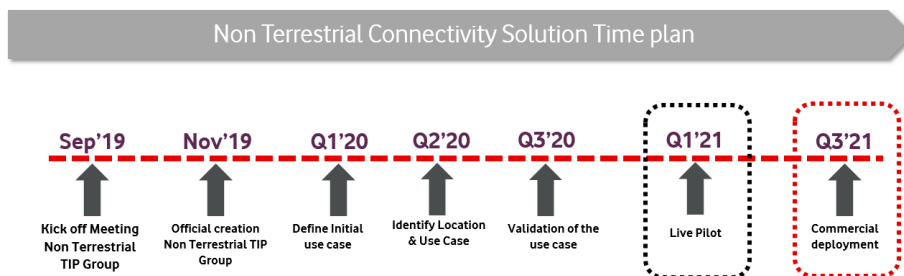 Non Terrestrial Connectivity Solution Time plan
Sep'19 Nov'19 Q1'20 Q2'20 Q3'20 Q1'21 Q3'21
Kick off Meeting
Non Terrestrial
TIP Group
Official creation
Non Terrestrial TIP
Group
Define Initial
use case
Identify Location
& Use Case
Validation of the
use case
Live Pilot
Commercial
deployment